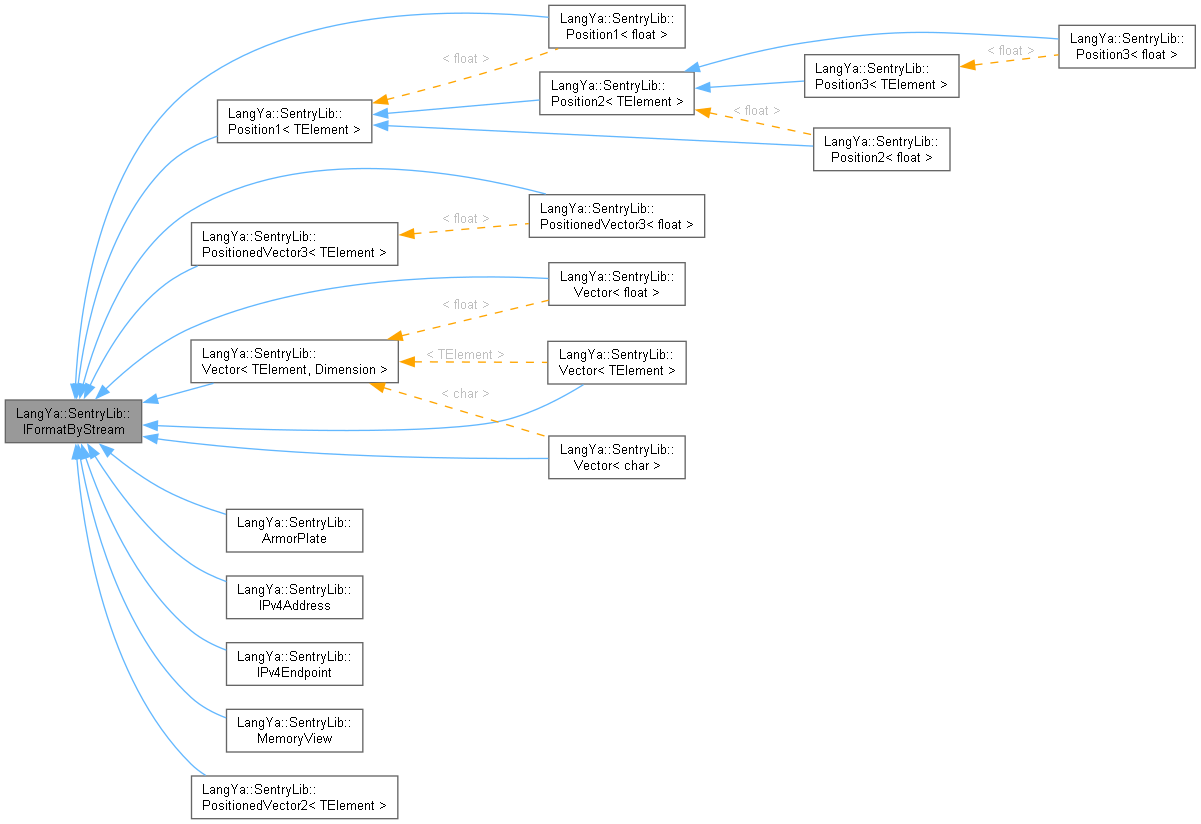 LangYa::SentryLib::
IFormatByStream
LangYa::SentryLib::
Position1< TElement >
LangYa::SentryLib::
PositionedVector3< TElement >
LangYa::SentryLib::
Vector< TElement, Dimension >
LangYa::SentryLib::
ArmorPlate
LangYa::SentryLib::
IPv4Address
LangYa::SentryLib::
IPv4Endpoint
LangYa::SentryLib::
MemoryView
LangYa::SentryLib::
PositionedVector2< TElement >
< float >
< float >
< float >
< TElement >
< char >
LangYa::SentryLib::
Position1< float >
LangYa::SentryLib::
Position2< TElement >
LangYa::SentryLib::
PositionedVector3< float >
LangYa::SentryLib::
Vector< float >
LangYa::SentryLib::
Vector< TElement >
LangYa::SentryLib::
Vector< char >
< float >
LangYa::SentryLib::
Position3< TElement >
LangYa::SentryLib::
Position2< float >
< float >
LangYa::SentryLib::
Position3< float >